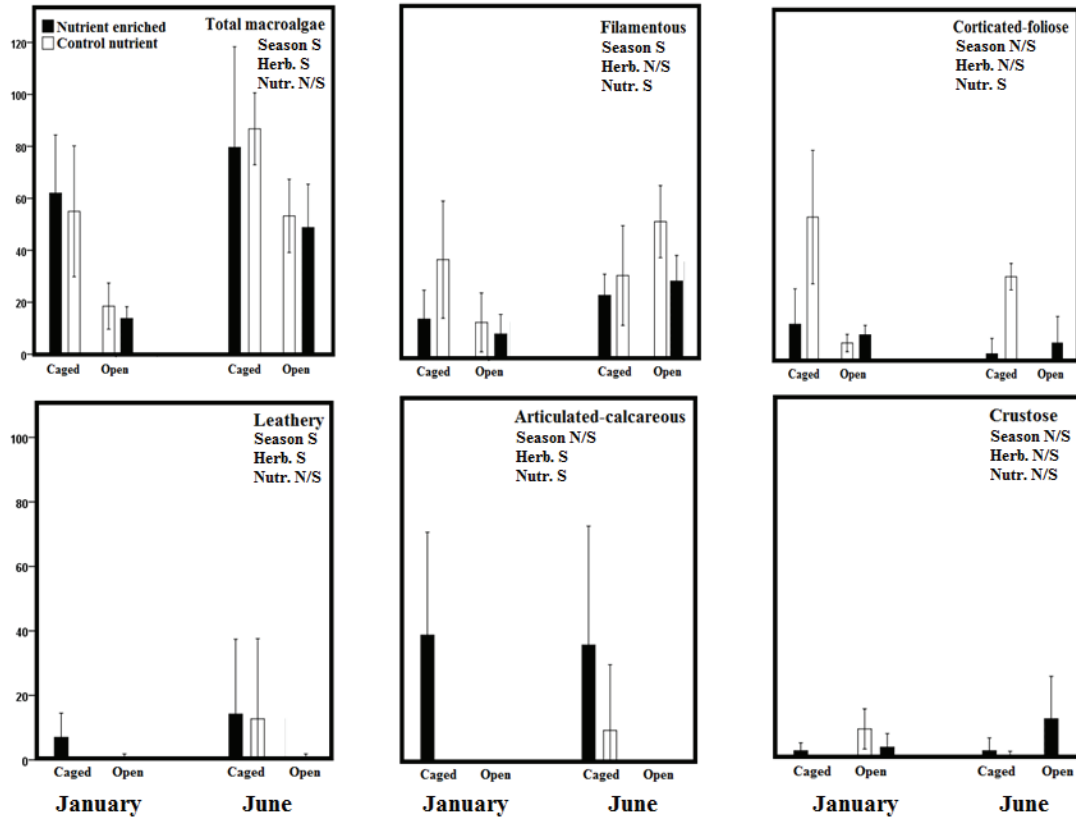 Nutrient enriched
Control nutrient
Total macroalgae
Season S
Herb. S
Nutr. N/S
120
100
80
60
40
20
0
Caged Open Caged Open
Filamentous
Season S
Herb. N/S
Nutr. S
Caged Open Caged Open
Corticated-foliose
Season N/S
Herb. N/S
Nutr. S
Caged Open Caged Open
Leathery
Season S
Herb. S
Nutr. N/S
100
80
60
40
20
0
Caged Open Caged Open
January June
Articulated-calcareous
Season N/S
Herb. S
Nutr. S
Caged Open Caged Open
January June
Crustose
Season N/S
Herb. N/S
Nutr. N/S
Caged Open Caged Open
January June